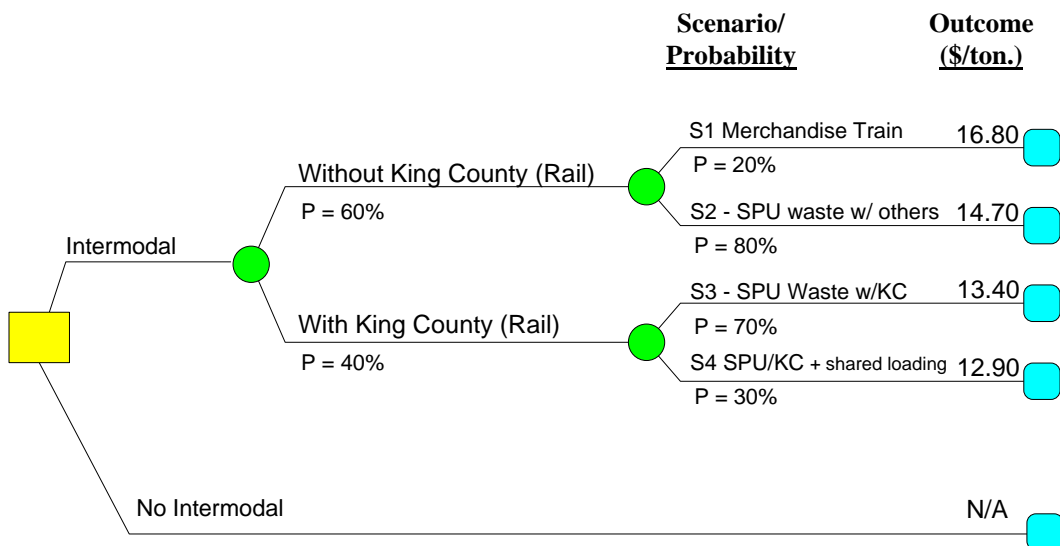 Scenario/ Outcome
Probability ($/ton.)
S1 Merchandise Train 16.80
P = 20%
Without King County (Rail)
P = 60%
S2 - SPU waste w/ others 14.70
P = 80%
Intermodal
S3 - SPU Waste w/KC 13.40
P = 70%
With King County (Rail)
P = 40%
S4 SPU/KC + shared loading 12.90
P = 30%
No Intermodal N/A